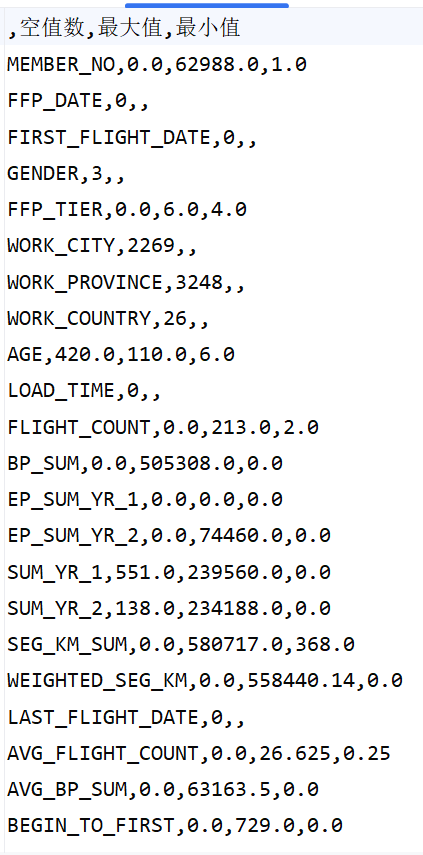 ,空值数,最大值,最小值
MEMBER_NO,0.0,62988.0,1.0
FFP_DATE,0,,
FIRST_FLIGHT_DATE,0,,
GENDER,3,,
FFP_TIER,0.0,6.0,4.0
WORK_CITY,2269,,
WORK_PROVINCE,3248,,
WORK_COUNTRY,26,,
AGE,420.0,110.0,6.0
LOAD_TIME,0,,
FLIGHT_COUNT,0.0,213.0,2.0
BP_SUM,0.0,505308.0,0.0
EP_SUM_YR_1,0.0,0.0,0.0
EP_SUM_YR_2,0.0,74460.0,0.0
SUM_YR_1,551.0,239560.0,0.0
SUM_YR_2,138.0,234188.0,0.0
SEG_KM_SUM,0.0,580717.0,368.0
WEIGHTED_SEG_KM,0.0,558440.14,0.0
LAST_FLIGHT_DATE,0,,
AVG_FLIGHT_COUNT,0.0,26.625,0.25
AVG_BP_SUM,0.0,63163.5,0.0
BEGIN_TO_FIRST,0.0,729.0,0.0